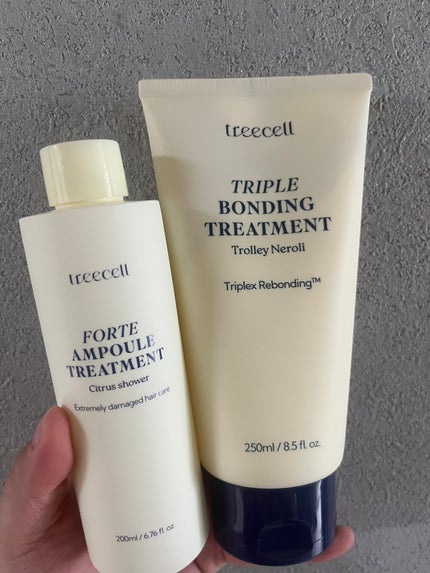 treecell
FORTE
AMPOULE
TREATMENT
Citrus shower
Extremely damaged hair care
200ml / 6.76 fl. oz.
treecell
TRIPLE
BONDING
TREATMENT
Trolley Neroli
Triplex Rebonding™
250ml / 8.5 fl. oz.